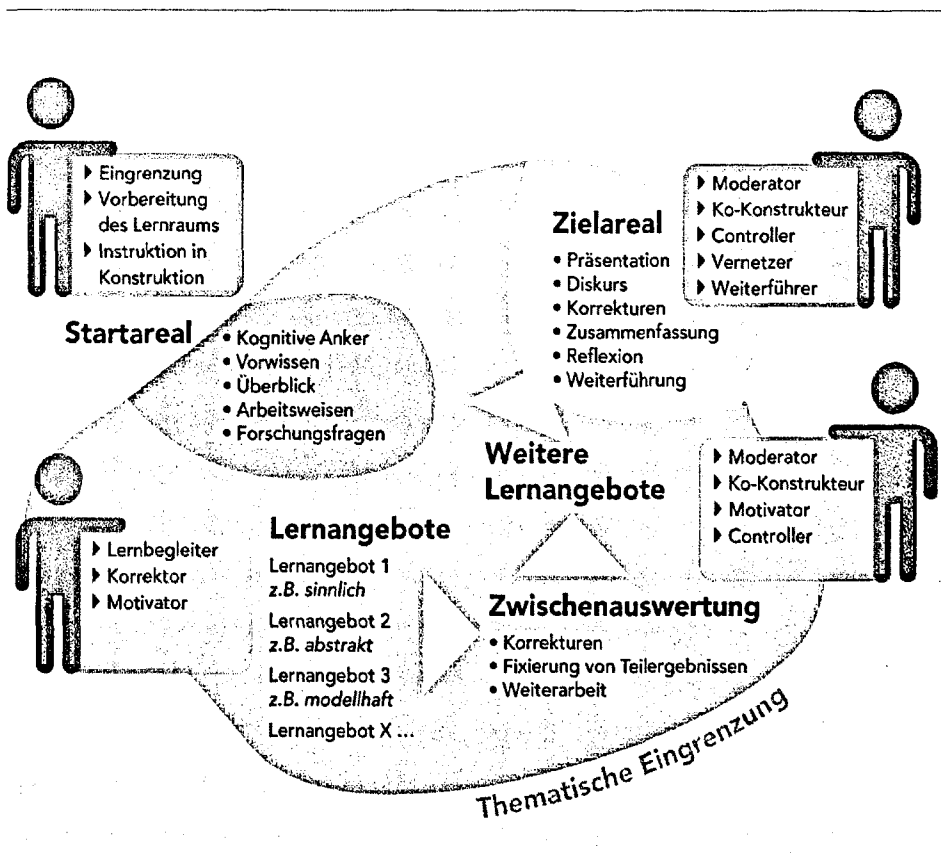 ▸ Eingrenzung
▸ Vorbereitung
des Lernraums
▸ Instruktion in
Konstruktion
Startareal
• Kognitive Anker
• Vorwissen
• Überblick
• Arbeitsweisen
• Forschungsfragen
Zielareal
• Präsentation
• Diskurs
• Korrekturen
• Zusammenfassung
• Reflexion
• Weiterführung
▸ Moderator
▸ Ko-Konstrukteur
▸ Controller
▸ Vernetzer
▸ Weiterführer
▸ Lernbegleiter
▸ Korrektor
▸ Motivator
Lernangebote
Lernangebot 1
z.B. sinnlich
Lernangebot 2
z.B. abstrakt
Lernangebot 3
z.B. modellhaft
Lernangebot X ...
Weitere
Lernangebote
▸ Moderator
▸ Ko-Konstrukteur
▸ Motivator
▸ Controller
Zwischenauswertung
• Korrekturen
• Fixierung von Teilergebnissen
• Weiterarbeit
Thematische Eingrenzung